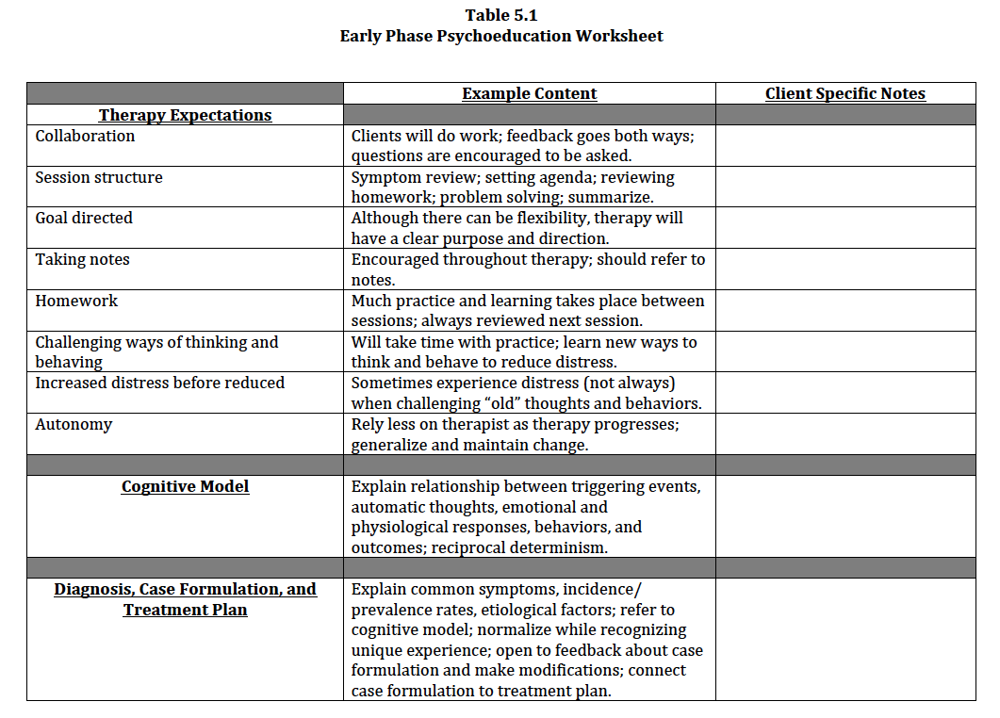 Table 5.1
Early Phase Psychoeducation Worksheet
Example Content
Client Specific Notes
Therapy Expectations
Collaboration
Clients will do work; feedback goes both ways;
questions are encouraged to be asked.
Session structure
Symptom review; setting agenda; reviewing
homework; problem solving; summarize.
Goal directed
Although there can be flexibility, therapy will
have a clear purpose and direction.
Taking notes
Encouraged throughout therapy; should refer to
notes.
Homework
Much practice and learning takes place between
sessions; always reviewed next session.
Challenging ways of thinking and
behaving
Will take time with practice; learn new ways to
think and behave to reduce distress.
Increased distress before reduced
Sometimes experience distress (not always)
when challenging “old” thoughts and behaviors.
Autonomy
Rely less on therapist as therapy progresses;
generalize and maintain change.
Cognitive Model
Explain relationship between triggering events,
automatic thoughts, emotional and
physiological responses, behaviors, and
outcomes; reciprocal determinism.
Diagnosis, Case Formulation, and
Treatment Plan
Explain common symptoms, incidence/
prevalence rates, etiological factors; refer to
cognitive model; normalize while recognizing
unique experience; open to feedback about case
formulation and make modifications; connect
case formulation to treatment plan.